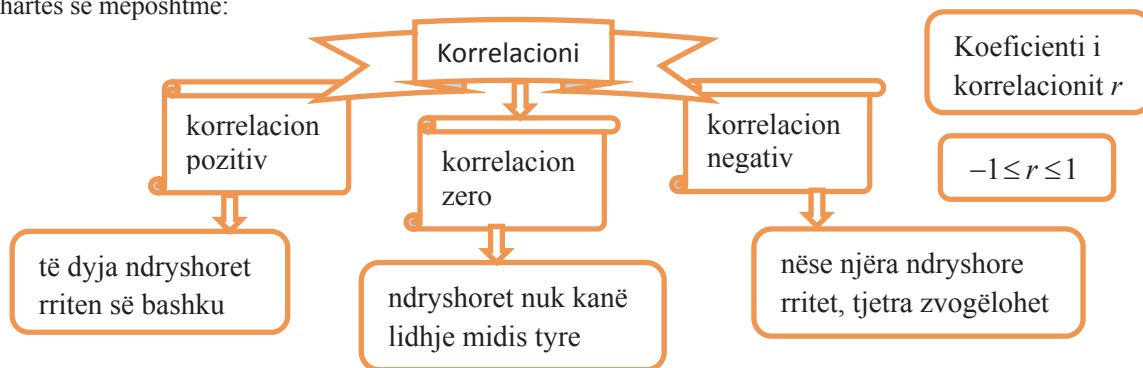 hartës së mëposhtme:
Korrelacioni
korrelacion
pozitiv
korrelacion
zero
korrelacion
negativ
të dyja ndryshoret
rriten së bashku
ndryshoret nuk kanë
lidhje midis tyre
nëse njëra ndryshore
rritet, tjetra zvogëlohet
Koeficienti i
korrelacionit r
−1 ≤ r ≤ 1